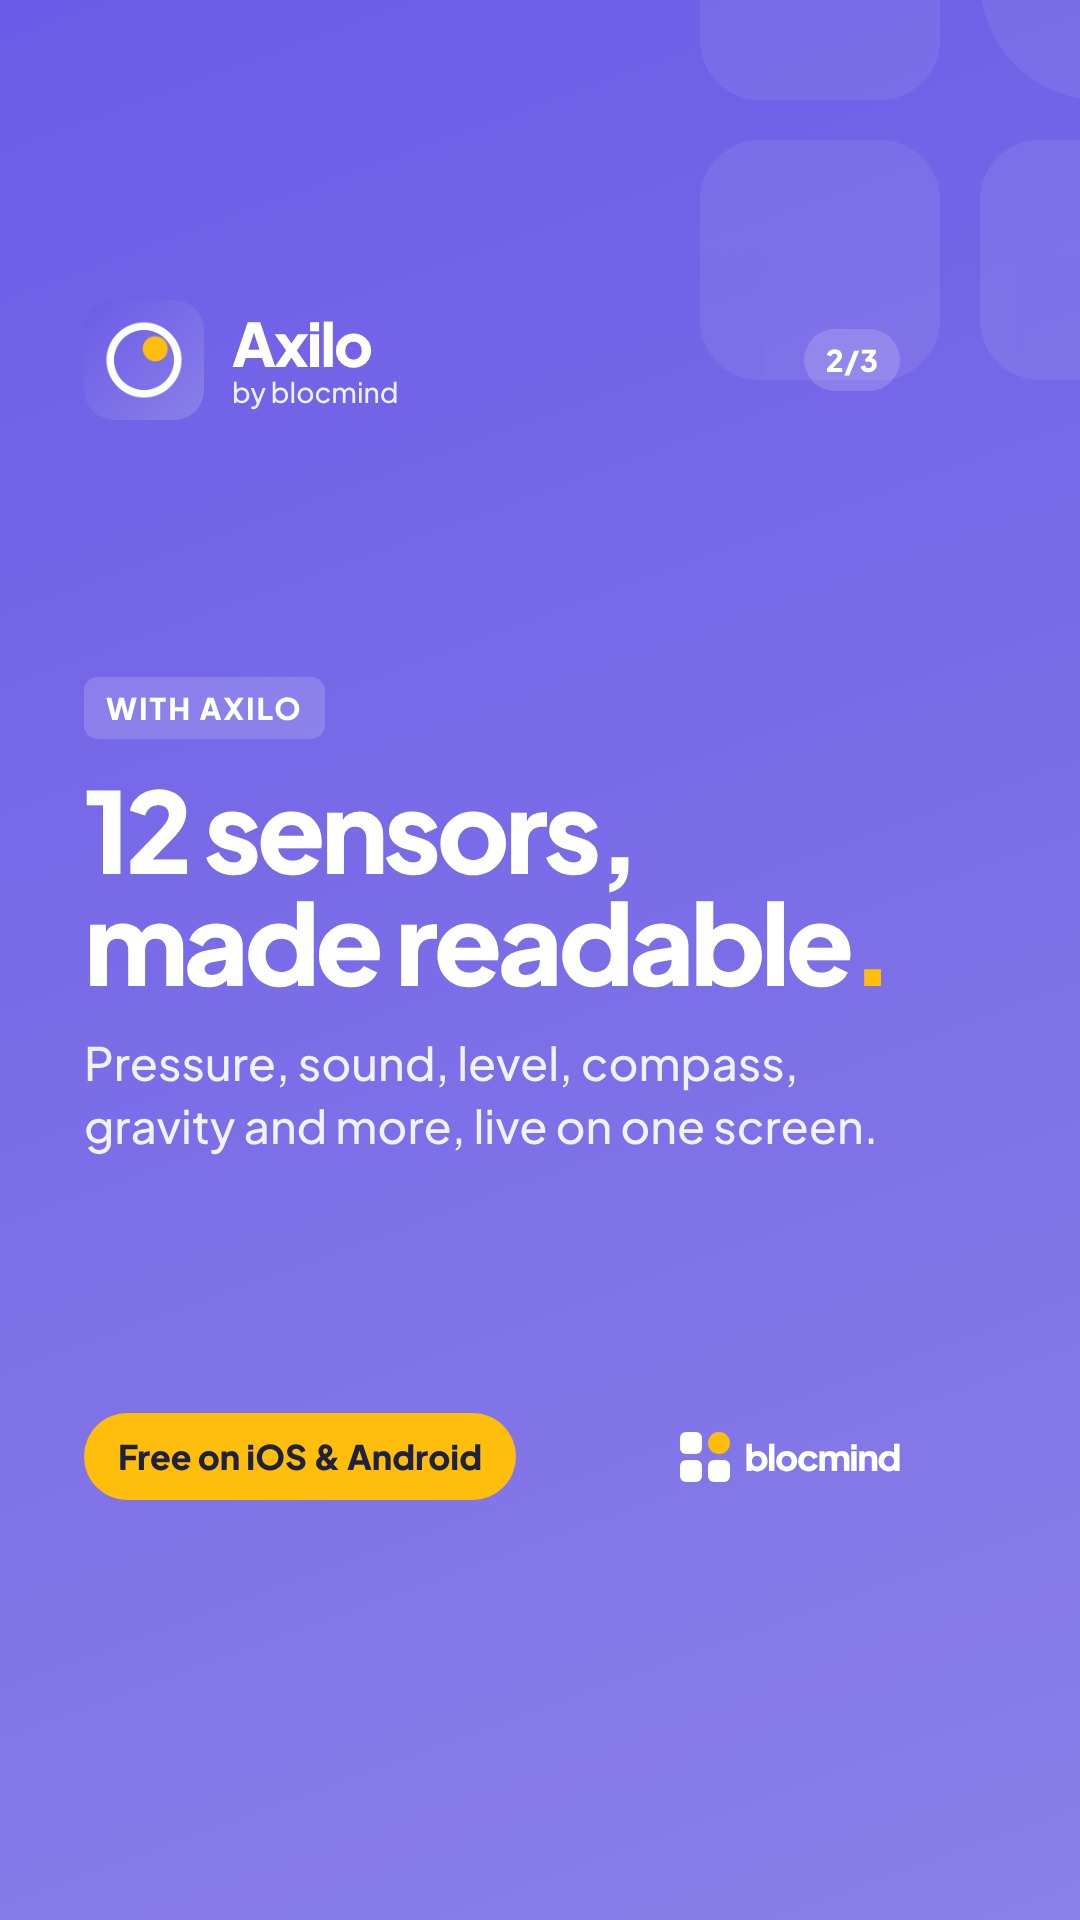 Axilo
by blocmind
2/3
WITH AXILO
12 sensors,
made readable.
Pressure, sound, level, compass,
gravity and more, live on one screen.
Free on iOS & Android
blocmind